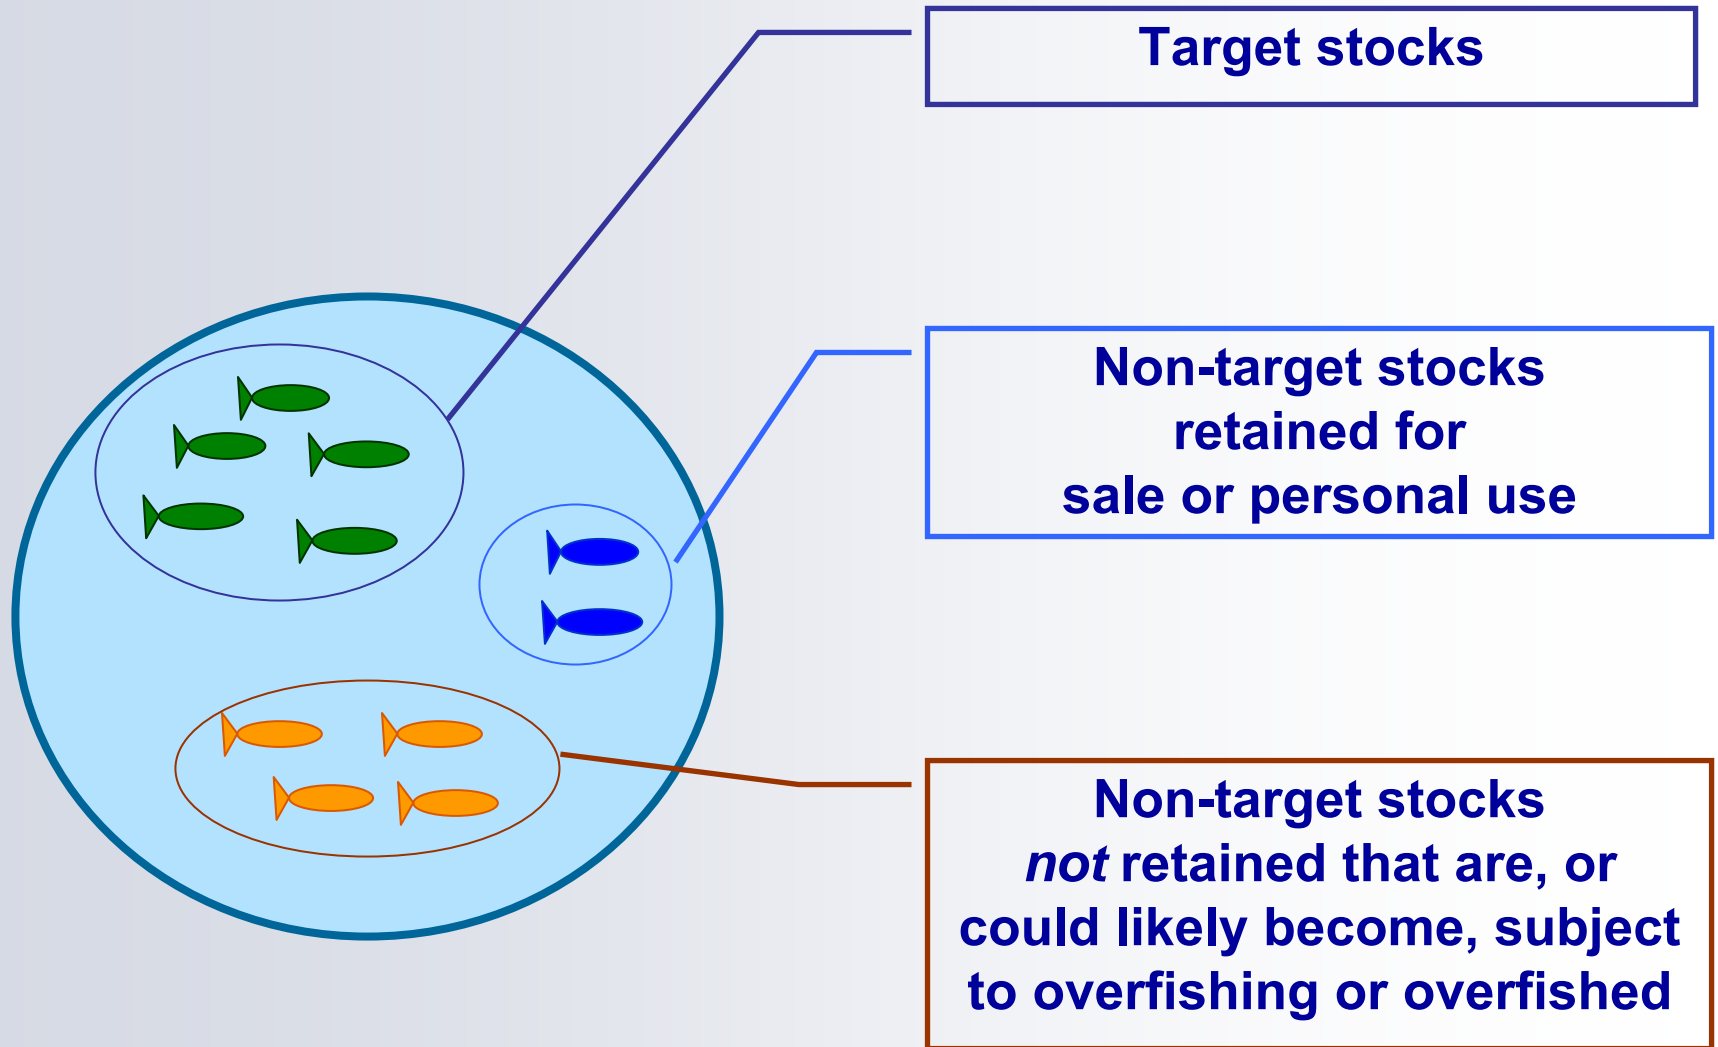 Target stocks
Non-target stocks
retained for
sale or personal use
Non-target stocks
not retained that are, or
could likely become, subject
to overfishing or overfished